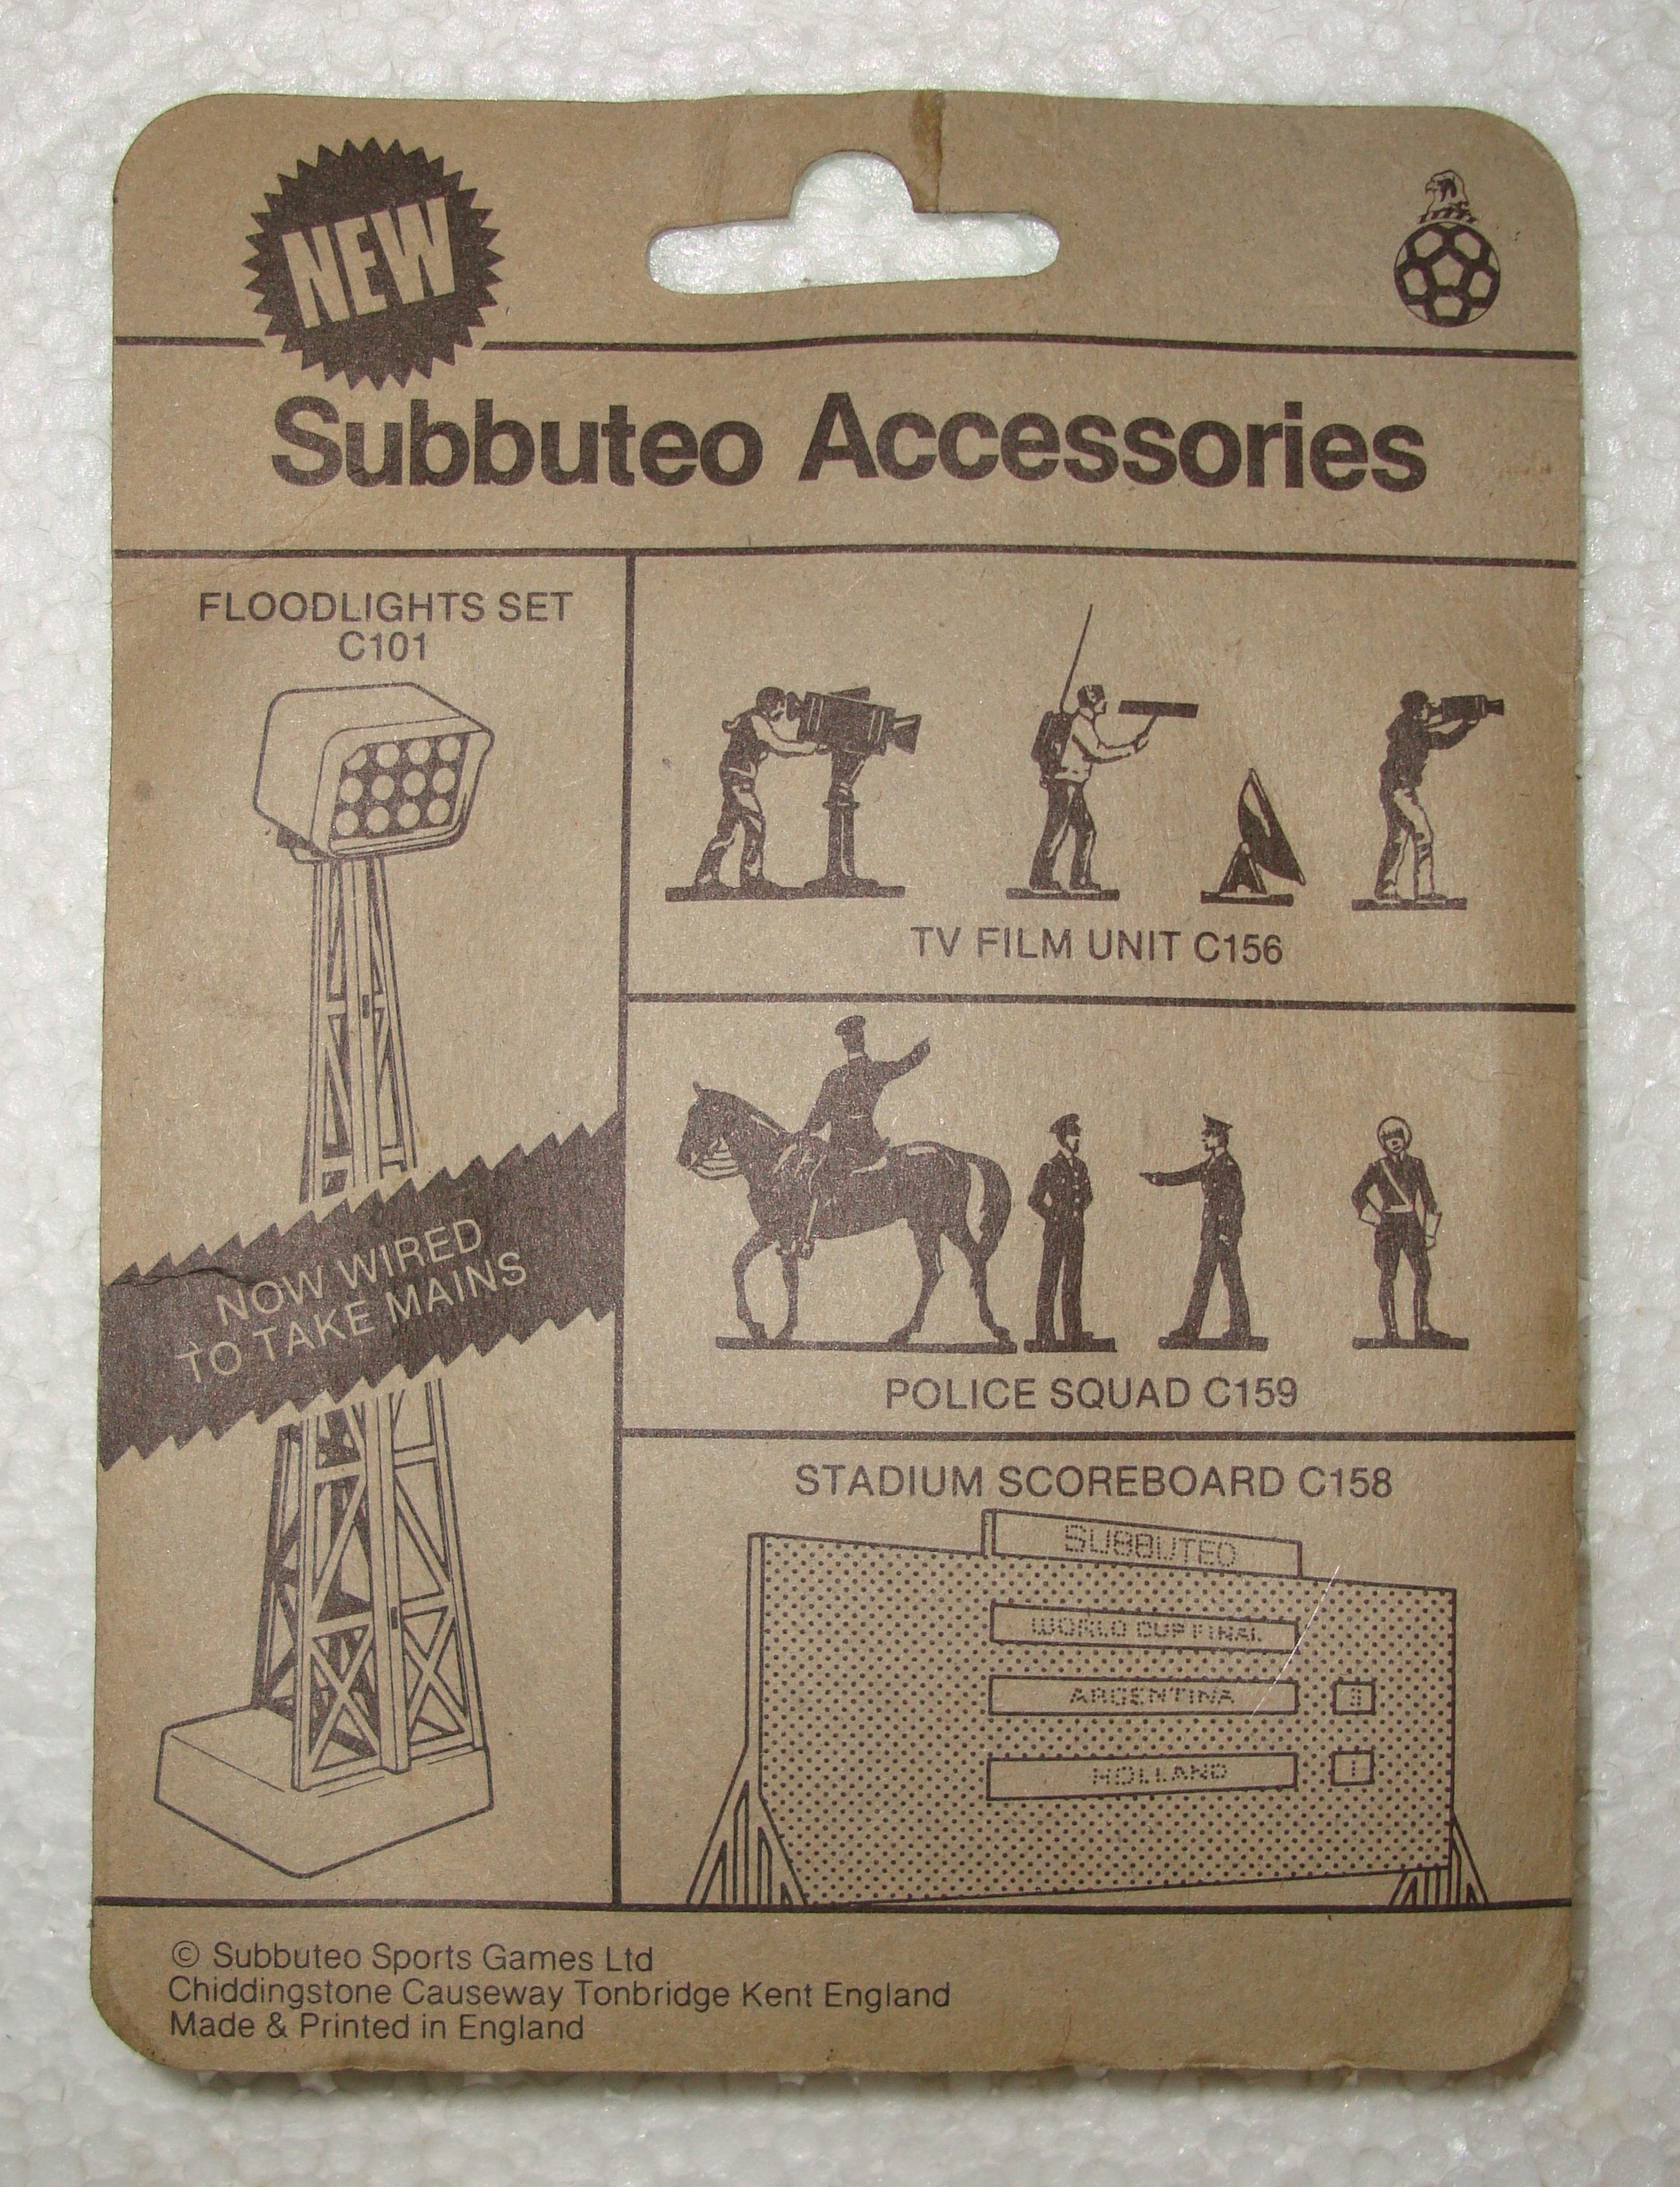 NEW
Subbuteo Accessories
FLOODLIGHTS SET
C101
NOW WIRED
TO TAKE MAINS
TV FILM UNIT C156
POLICE SQUAD C159
STADIUM SCOREBOARD C158
SUBBUTEO
WORLD CUP FINAL
ARGENTINA 3
HOLLAND 1
© Subbuteo Sports Games Ltd
Chiddingstone Causeway Tonbridge Kent England
Made & Printed in England